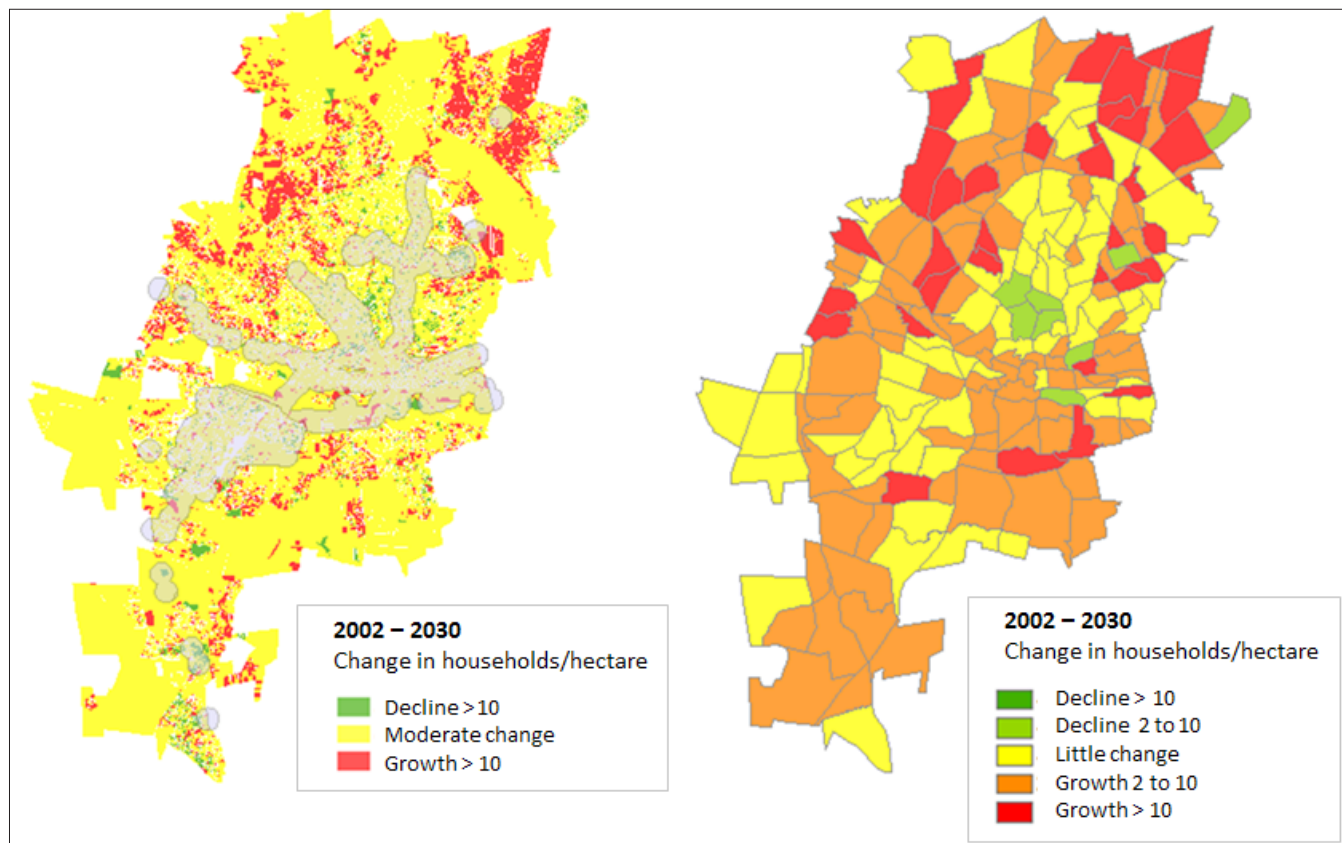 2002 – 2030
Change in households/hectare
Decline > 10
Moderate change
Growth > 10
2002 – 2030
Change in households/hectare
Decline > 10
Decline 2 to 10
Little change
Growth 2 to 10
Growth > 10